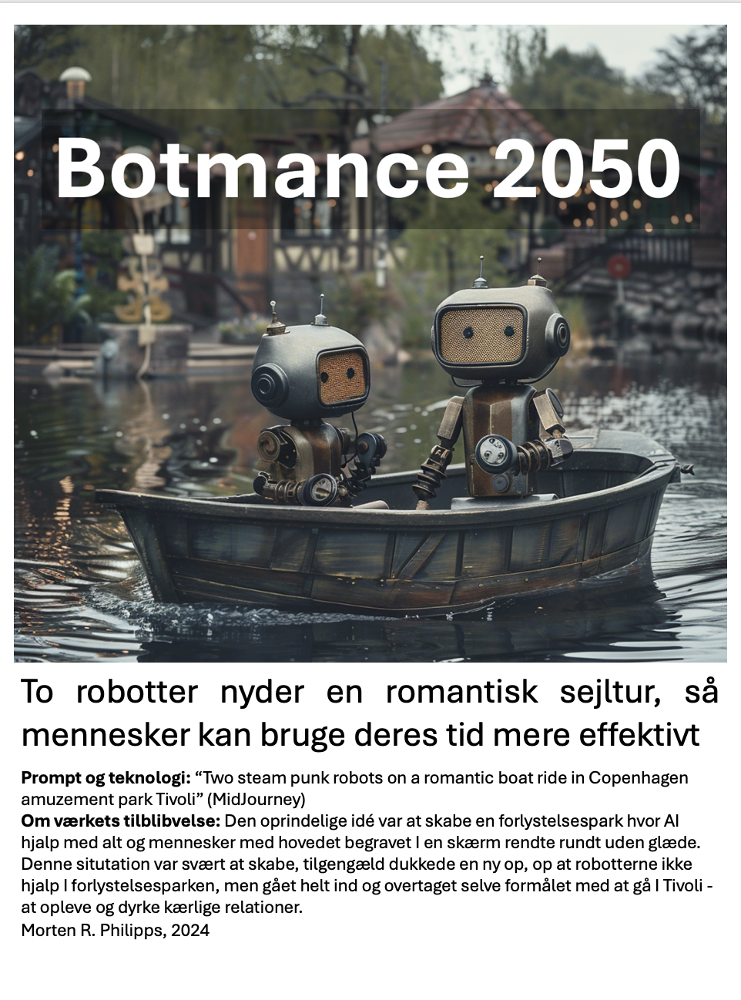 Botmance 2050
To robotter nyder en romantisk sejltur, så
mennesker kan bruge deres tid mere effektivt
Prompt og teknologi: “Two steam punk robots on a romantic boat ride in Copenhagen
amuzement park Tivoli” (MidJourney)
Om værkets tilblibvelse: Den oprindelige idé var at skabe en forlystelsespark hvor AI
hjalp med alt og mennesker med hovedet begravet I en skærm rendte rundt uden glæde.
Denne situtation var svært at skabe, tilgengæld dukkede en ny op, op at robotterne ikke
hjalp I forlystelsesparken, men gået helt ind og overtaget selve formålet med at gå I Tivoli -
at opleve og dyrke kærlige relationer.
Morten R. Philipps, 2024